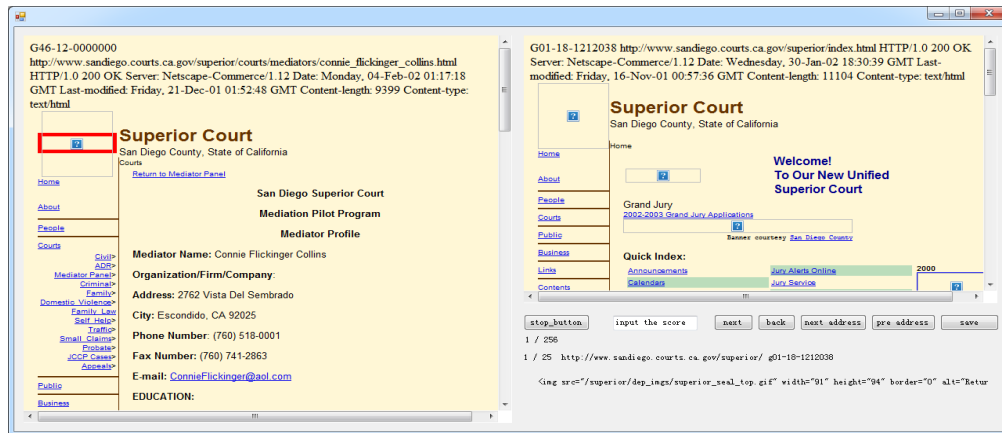 G46-12-0000000
http://www.sandiego.courts.ca.gov/superior/courts/mediators/connie_flickinger_collins.html
HTTP/1.0 200 OK Server: Netscape-Commerce/1.12 Date: Monday, 04-Feb-02 01:17:18
GMT Last-modified: Friday, 21-Dec-01 01:52:48 GMT Content-length: 9399 Content-type:
text/html
Superior Court
San Diego County, State of California
Courts
Return to Mediator Panel
Home
About
People
Courts
Civil>
ADR>
Mediator Panel>
Criminal>
Family>
Domestic Violence>
Family Law
Self Help>
Traffic>
Small Claims>
Probate>
JCCP Cases>
Appeals>
Public
Business
San Diego Superior Court
Mediation Pilot Program
Mediator Profile
Mediator Name: Connie Flickinger Collins
Organization/Firm/Company:
Address: 2762 Vista Del Sembrado
City: Escondido, CA 92025
Phone Number: (760) 518-0001
Fax Number: (760) 741-2863
E-mail: ConnieFlickinger@aol.com
EDUCATION:
G01-18-1212038 http://www.sandiego.courts.ca.gov/superior/index.html HTTP/1.0 200 OK
Server: Netscape-Commerce/1.12 Date: Wednesday, 30-Jan-02 18:30:39 GMT Last-
modified: Friday, 16-Nov-01 00:57:36 GMT Content-length: 11104 Content-type: text/html
Superior Court
San Diego County, State of California
Home
Home
About
People
Courts
Public
Business
Links
Contents
Welcome!
To Our New Unified
Superior Court
Grand Jury
2002-2003 Grand Jury Applications
Banner courtesy San Diego County
Quick Index:
Announcements
Jury Alerts Online
2000
Calendars
Jury Service
stop_button
input the score
next
back
next address
pre address
save
1 / 256
1 / 25 http://www.sandiego.courts.ca.gov/superior/ g01-18-1212038
<img src="/superior/dep_imgs/superior_seal_top.gif" width="91" height="94" border="0" alt="Retur